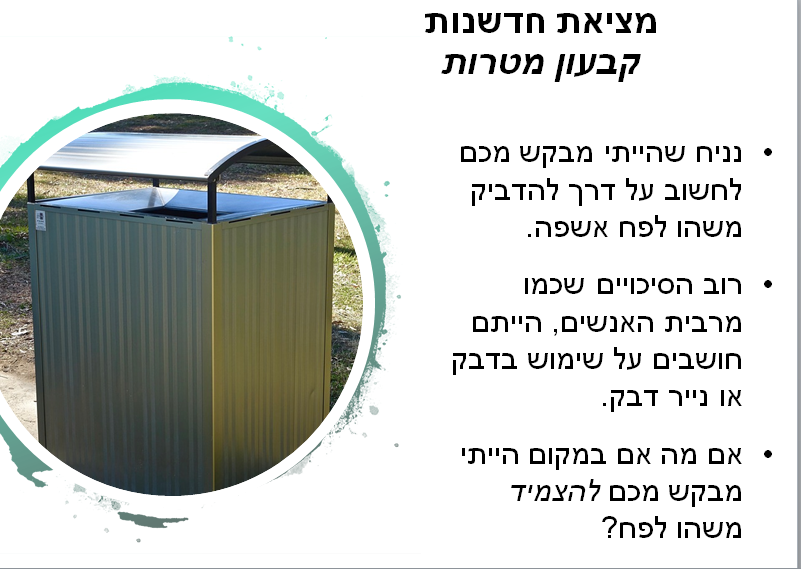 מציאת חדשנות
קבעון מטרות
• נניח שהייתי מבקש מכם
לחשוב על דרך להדביק
משהו לפח אשפה.
• רוב הסיכויים שכמו
מרבית האנשים, הייתם
חושבים על שימוש בדבק
או נייר דבק.
• אם מה אם במקום הייתי
מבקש מכם להצמיד
משהו לפח?